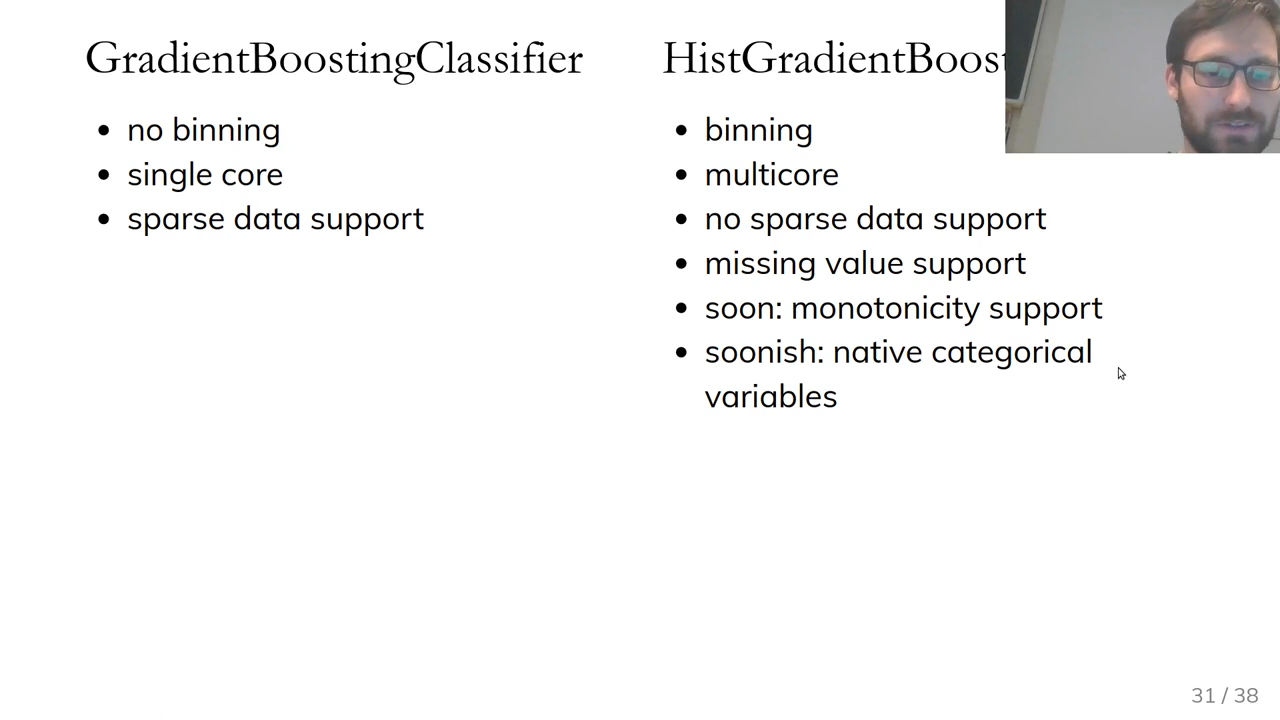 GradientBoostingClassifier
no binning
single core
sparse data support
HistGradientBoost
binning
multicore
no sparse data support
missing value support
soon: monotonicity support
soonish: native categorical
variables
31 / 38